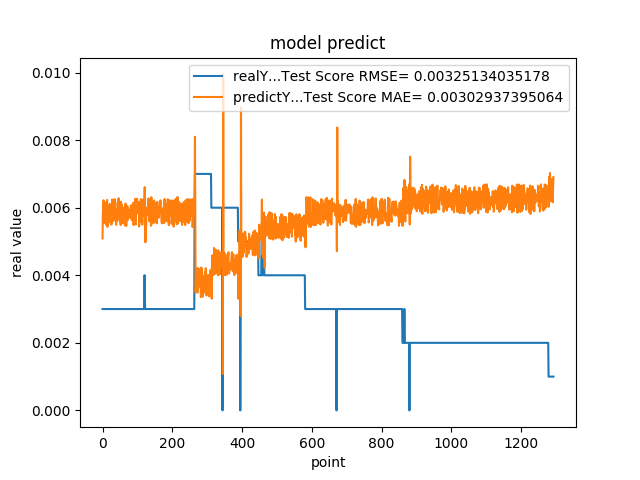 model predict
realY...Test Score RMSE= 0.00325134035178
predictY...Test Score MAE= 0.00302937395064
real value
0.010
0.008
0.006
0.004
0.002
0.000
0 200 400 600 800 1000 1200
point